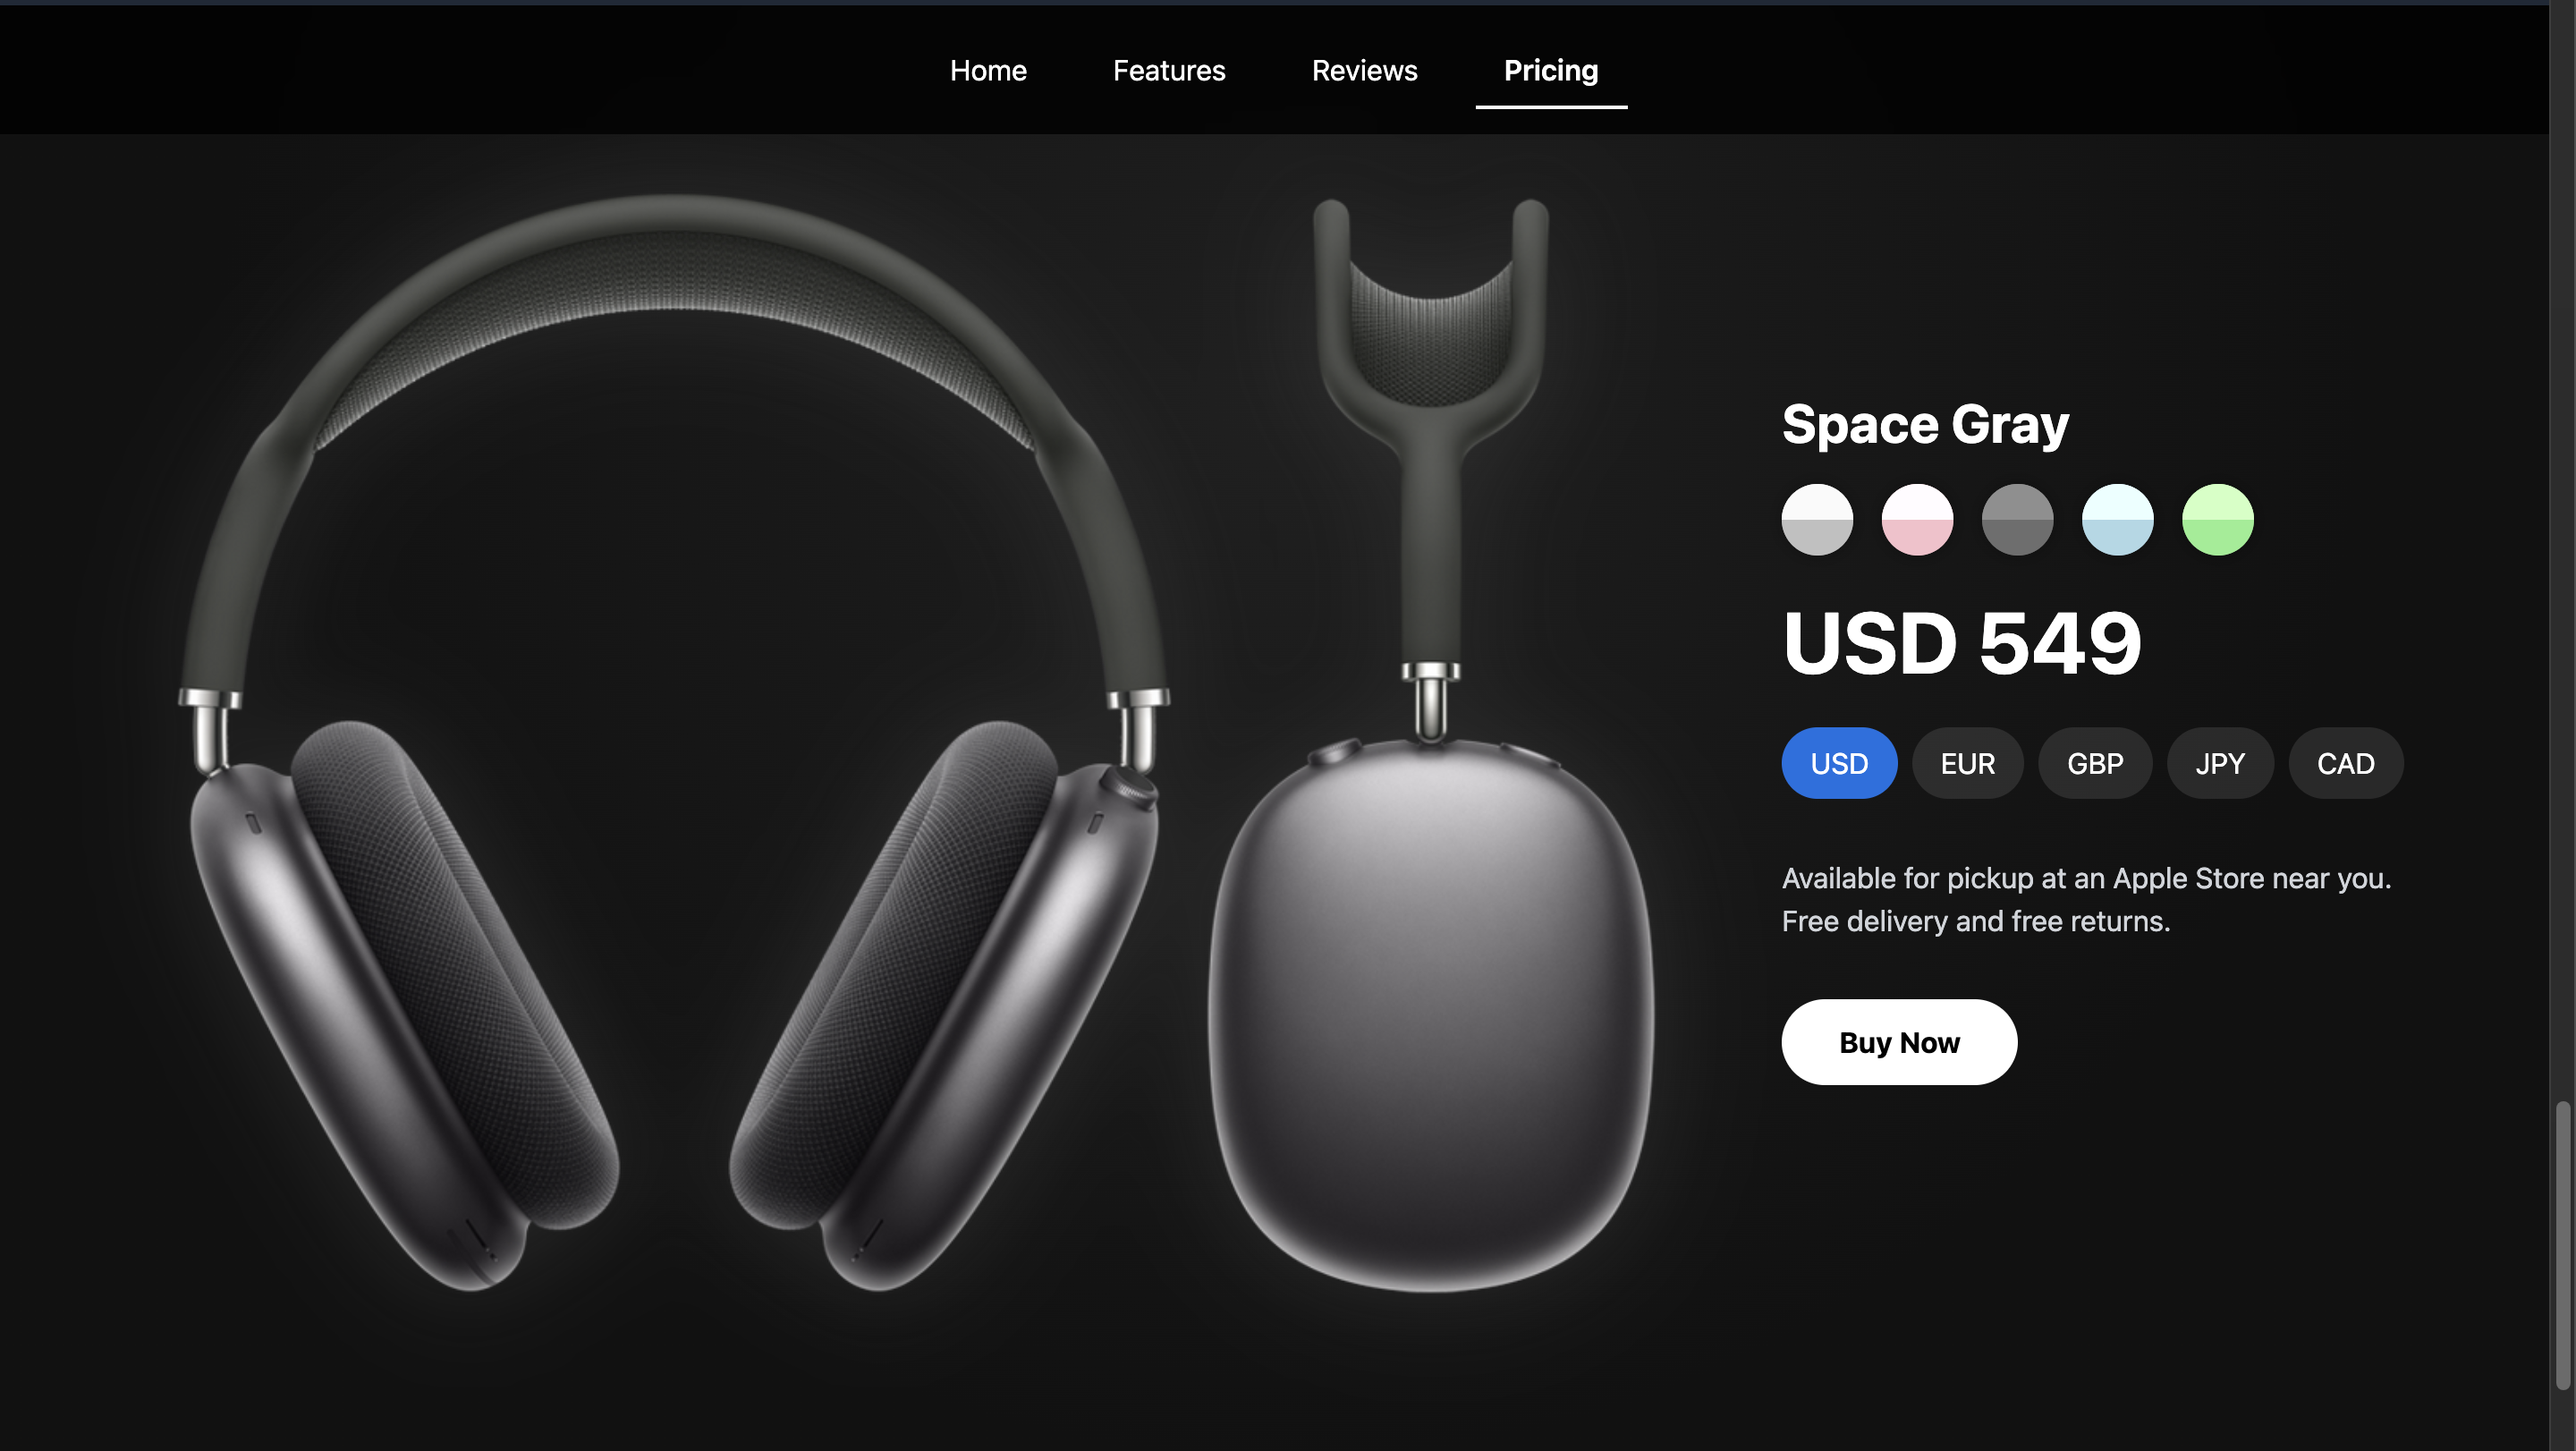 Home
Features
Reviews
Pricing
Space Gray
USD 549
USD
EUR
GBP
JPY
CAD
Available for pickup at an Apple Store near you.
Free delivery and free returns.
Buy Now